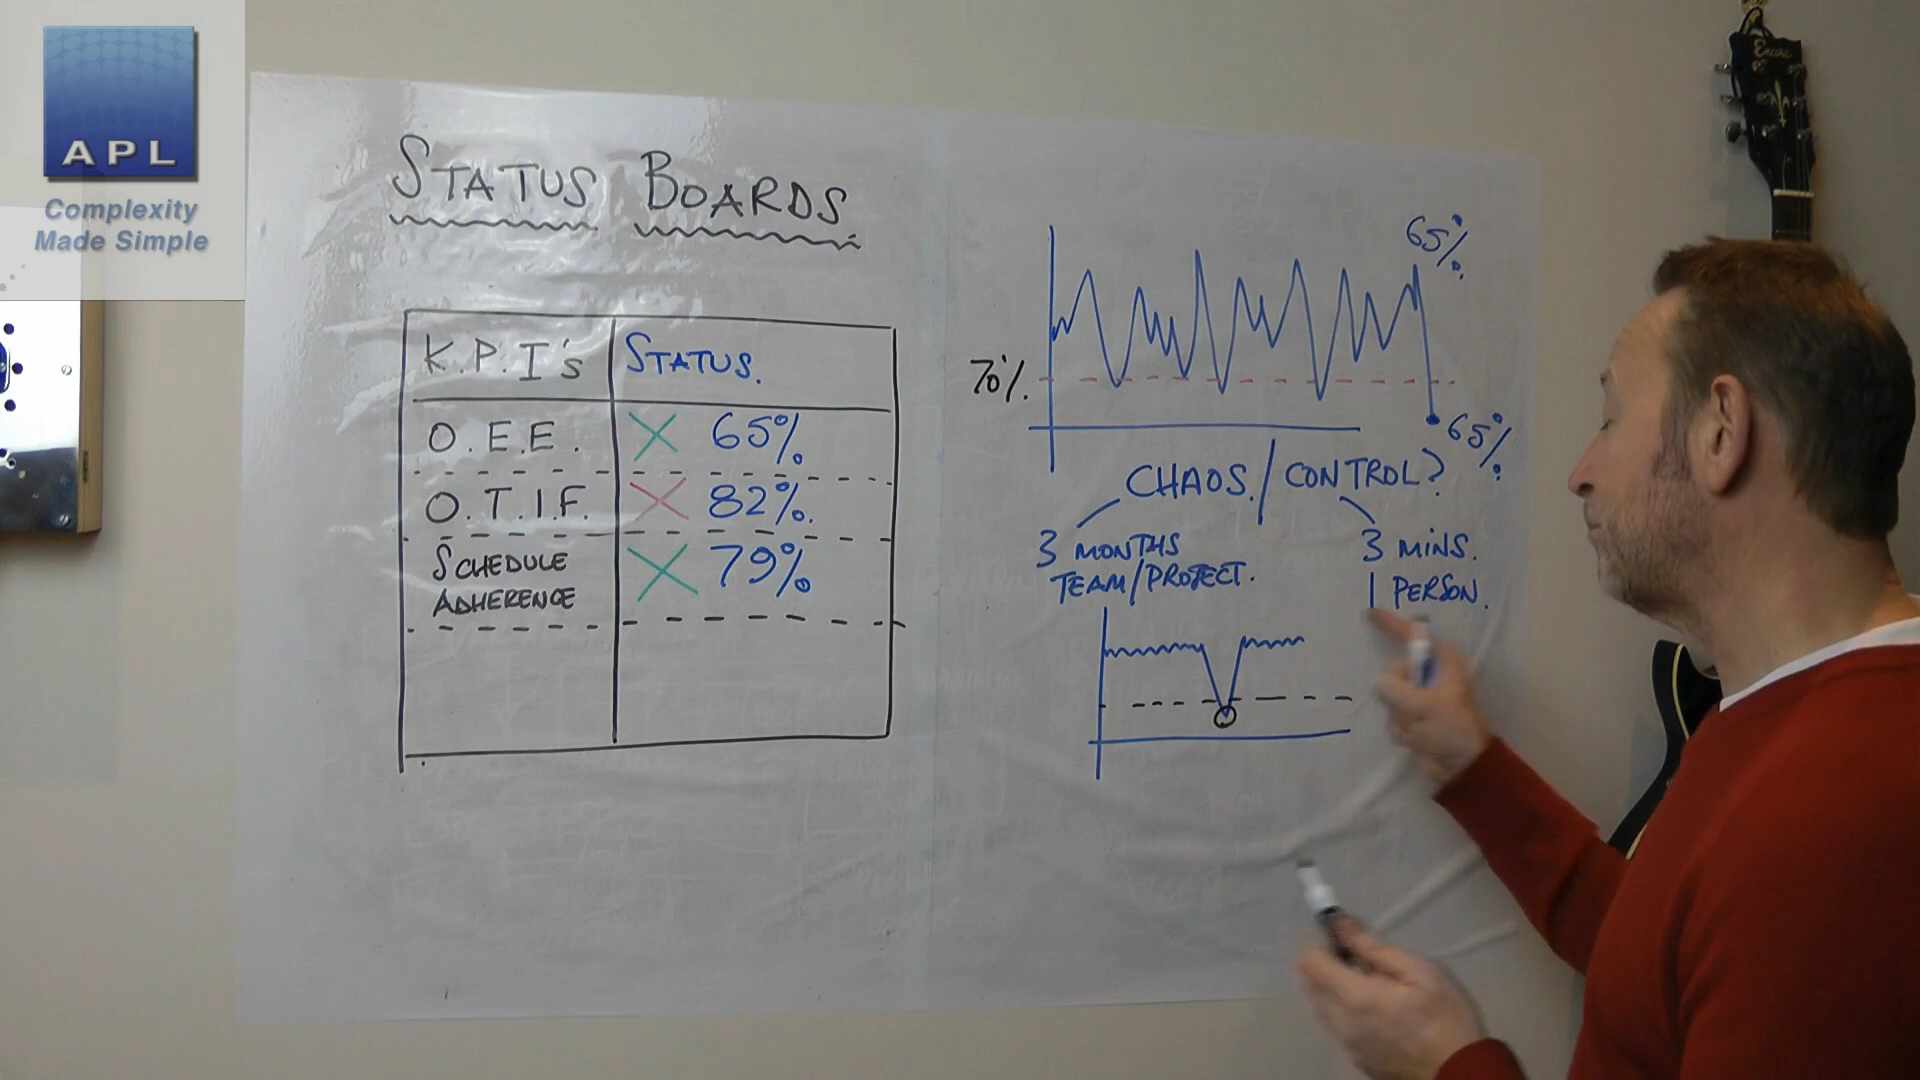 APL
Complexity
Made Simple
STATUS BOARDS
K.P.I's STATUS.
O.E.E. 65%
O.T.I.F. 82%.
SCHEDULE
ADHERENCE 79%
65%
70%
65%
CHAOS. / CONTROL?
3 MONTHS
TEAM/PROJECT.
3 MINS.
1 PERSON.
Encore